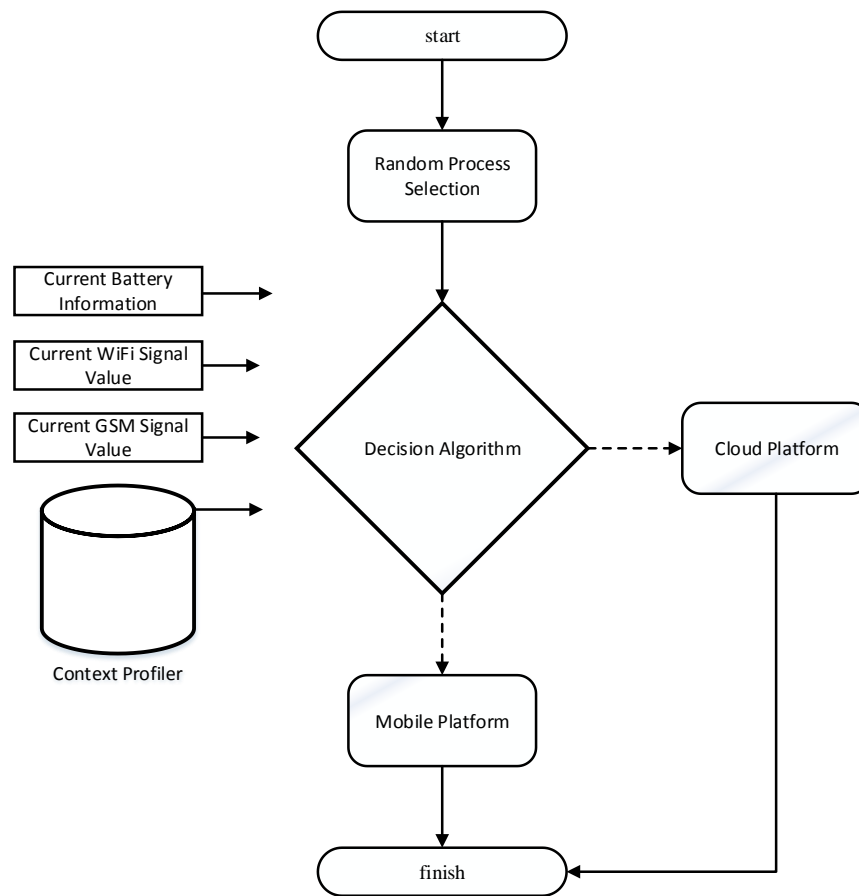 start
Random Process
Selection
Current Battery
Information
Current WiFi Signal
Value
Current GSM Signal
Value
Decision Algorithm
Cloud Platform
Context Profiler
Mobile Platform
finish